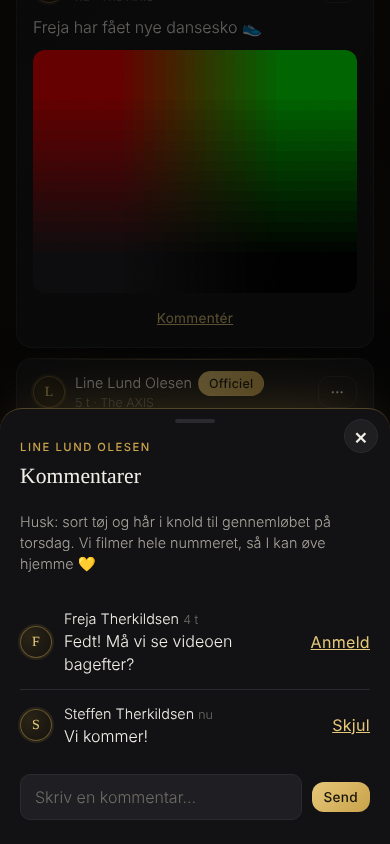 Freja har fået nye dansesko 👟
Kommentér
L
Line Lund Olesen
Officiel
...
5 t · The AXIS
LINE LUND OLESEN
×
Kommentarer
Husk: sort tøj og hår i knold til gennemløbet på
torsdag. Vi filmer hele nummeret, så I kan øve
hjemme 💛
F
Freja Therkildsen 4 t
Fedt! Må vi se videoen
bagefter?
Anmeld
S
Steffen Therkildsen nu
Vi kommer!
Skjul
Skriv en kommentar...
Send